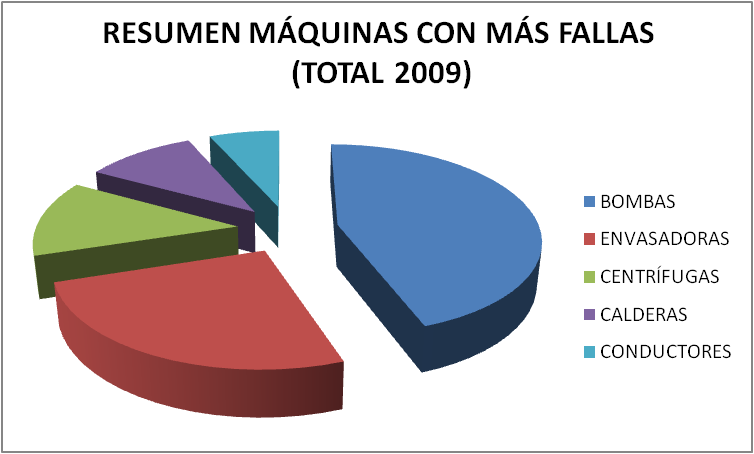 RESUMEN MÁQUINAS CON MÁS FALLAS
(TOTAL 2009)
BOMBAS
ENVASADORAS
CENTRÍFUGAS
CALDERAS
CONDUCTORES